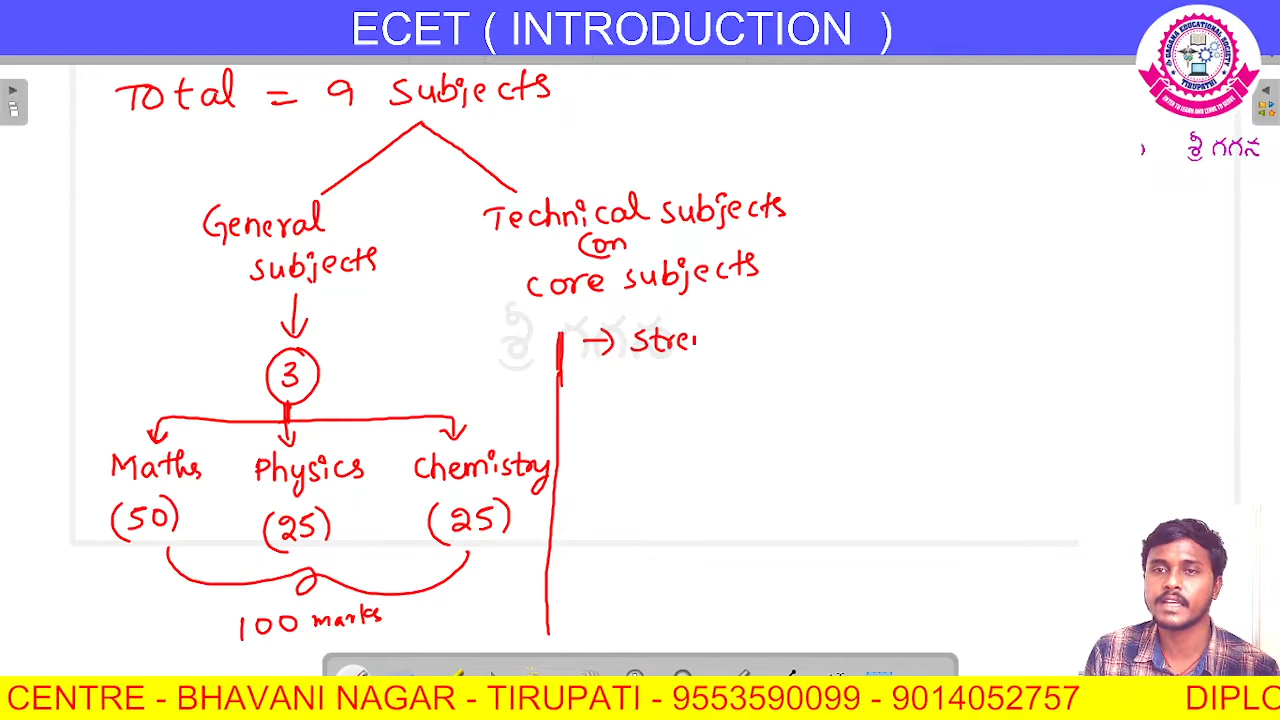 ECET ( INTRODUCTION )
Total = 9 subjects
శ్రీ గగన
General
subjects
Technical subjects
(or)
core subjects
శ్రీ గగన
→ stre
3
Maths Physics Chemistry
(50) (25) (25)
100 marks
CENTRE - BHAVANI NAGAR - TIRUPATI - 9553590099 - 9014052757 DIPLO